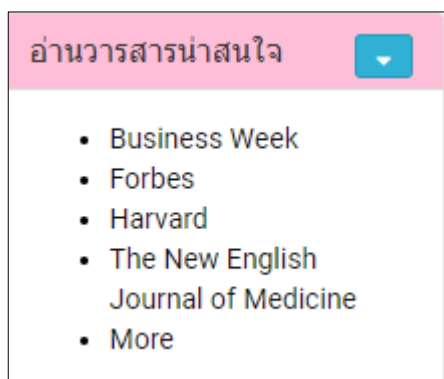 อ่านวารสารน่าสนใจ
• Business Week
• Forbes
• Harvard
• The New English
Journal of Medicine
• More